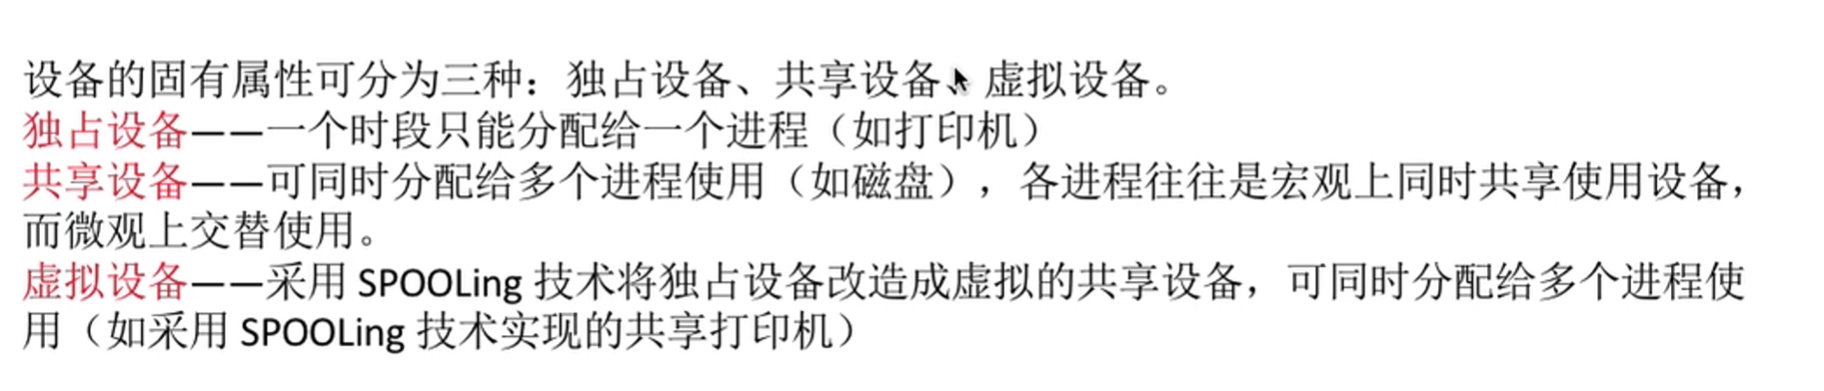 设备的固有属性可分为三种：独占设备、共享设备、虚拟设备。
独占设备——一个时段只能分配给一个进程（如打印机）
共享设备——可同时分配给多个进程使用（如磁盘），各进程往往是宏观上同时共享使用设备，
而微观上交替使用。
虚拟设备——采用 SPOOLing 技术将独占设备改造成虚拟的共享设备，可同时分配给多个进程使
用（如采用 SPOOLing 技术实现的共享打印机）